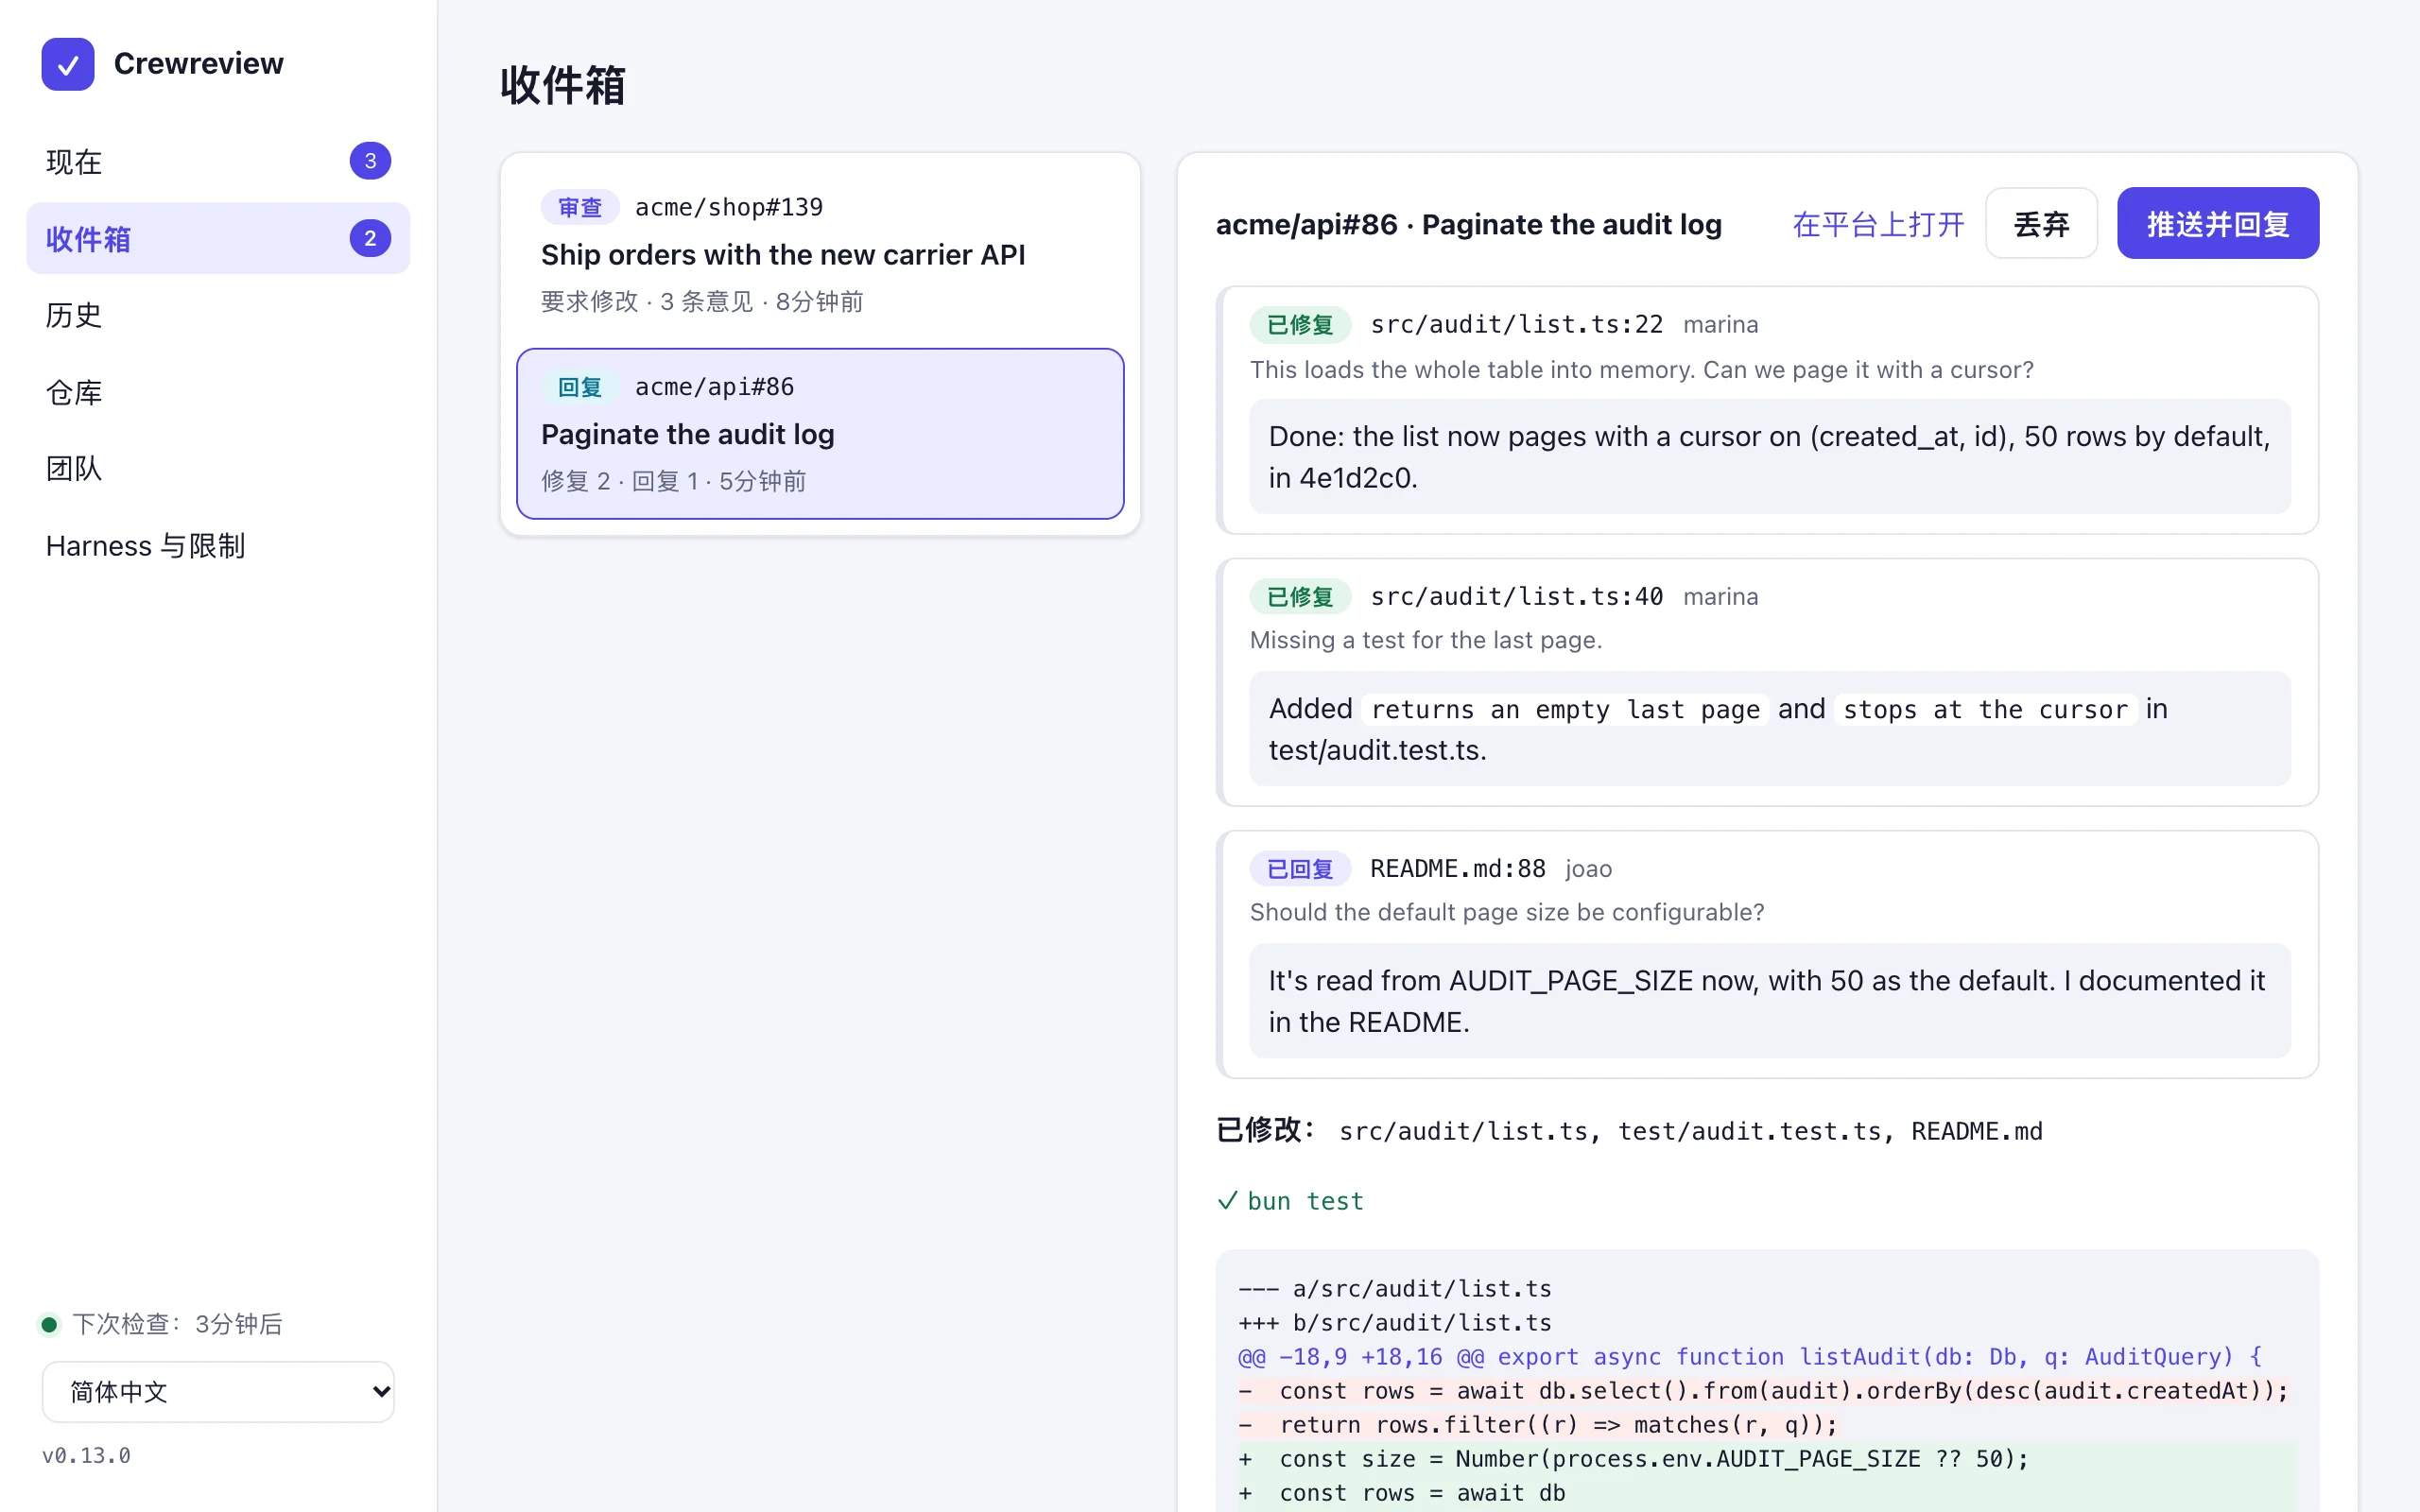 Crewreview
现在 3
收件箱 2
历史
仓库
团队
Harness 与限制
下次检查：3分钟后
简体中文
v0.13.0
收件箱
审查 acme/shop#139
Ship orders with the new carrier API
要求修改 · 3 条意见 · 8分钟前
回复 acme/api#86
Paginate the audit log
修复 2 · 回复 1 · 5分钟前
acme/api#86 · Paginate the audit log 在平台上打开 丢弃 推送并回复
已修复 src/audit/list.ts:22 marina
This loads the whole table into memory. Can we page it with a cursor?
Done: the list now pages with a cursor on (created_at, id), 50 rows by default,
in 4e1d2c0.
已修复 src/audit/list.ts:40 marina
Missing a test for the last page.
Added returns an empty last page and stops at the cursor in
test/audit.test.ts.
已回复 README.md:88 joao
Should the default page size be configurable?
It's read from AUDIT_PAGE_SIZE now, with 50 as the default. I documented it
in the README.
已修改： src/audit/list.ts, test/audit.test.ts, README.md
✓ bun test
--- a/src/audit/list.ts
+++ b/src/audit/list.ts
@@ -18,9 +18,16 @@ export async function listAudit(db: Db, q: AuditQuery) {
-  const rows = await db.select().from(audit).orderBy(desc(audit.createdAt));
-  return rows.filter((r) => matches(r, q));
+  const size = Number(process.env.AUDIT_PAGE_SIZE ?? 50);
+  const rows = await db